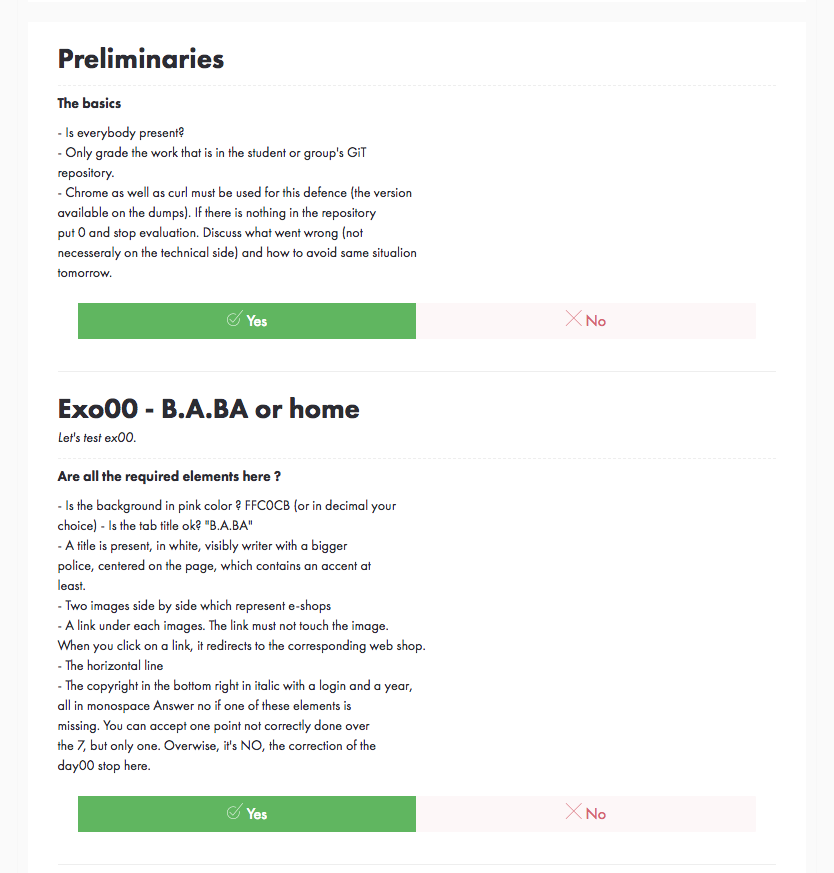 Preliminaries
The basics
- Is everybody present?
- Only grade the work that is in the student or group's GiT
repository.
- Chrome as well as curl must be used for this defence (the version
available on the dumps). If there is nothing in the repository
put 0 and stop evaluation. Discuss what went wrong (not
necesseraly on the technical side) and how to avoid same situalion
tomorrow.
Yes
No
Exo00 - B.A.BA or home
Let's test ex00.
Are all the required elements here ?
- Is the background in pink color ? FFC0CB (or in decimal your
choice) - Is the tab title ok? "B.A.BA"
- A title is present, in white, visibly writer with a bigger
police, centered on the page, which contains an accent at
least.
- Two images side by side which represent e-shops
- A link under each images. The link must not touch the image.
When you click on a link, it redirects to the corresponding web shop.
- The horizontal line
- The copyright in the bottom right in italic with a login and a year,
all in monospace Answer no if one of these elements is
missing. You can accept one point not correctly done over
the 7, but only one. Overwise, it's NO, the correction of the
day00 stop here.
Yes
No